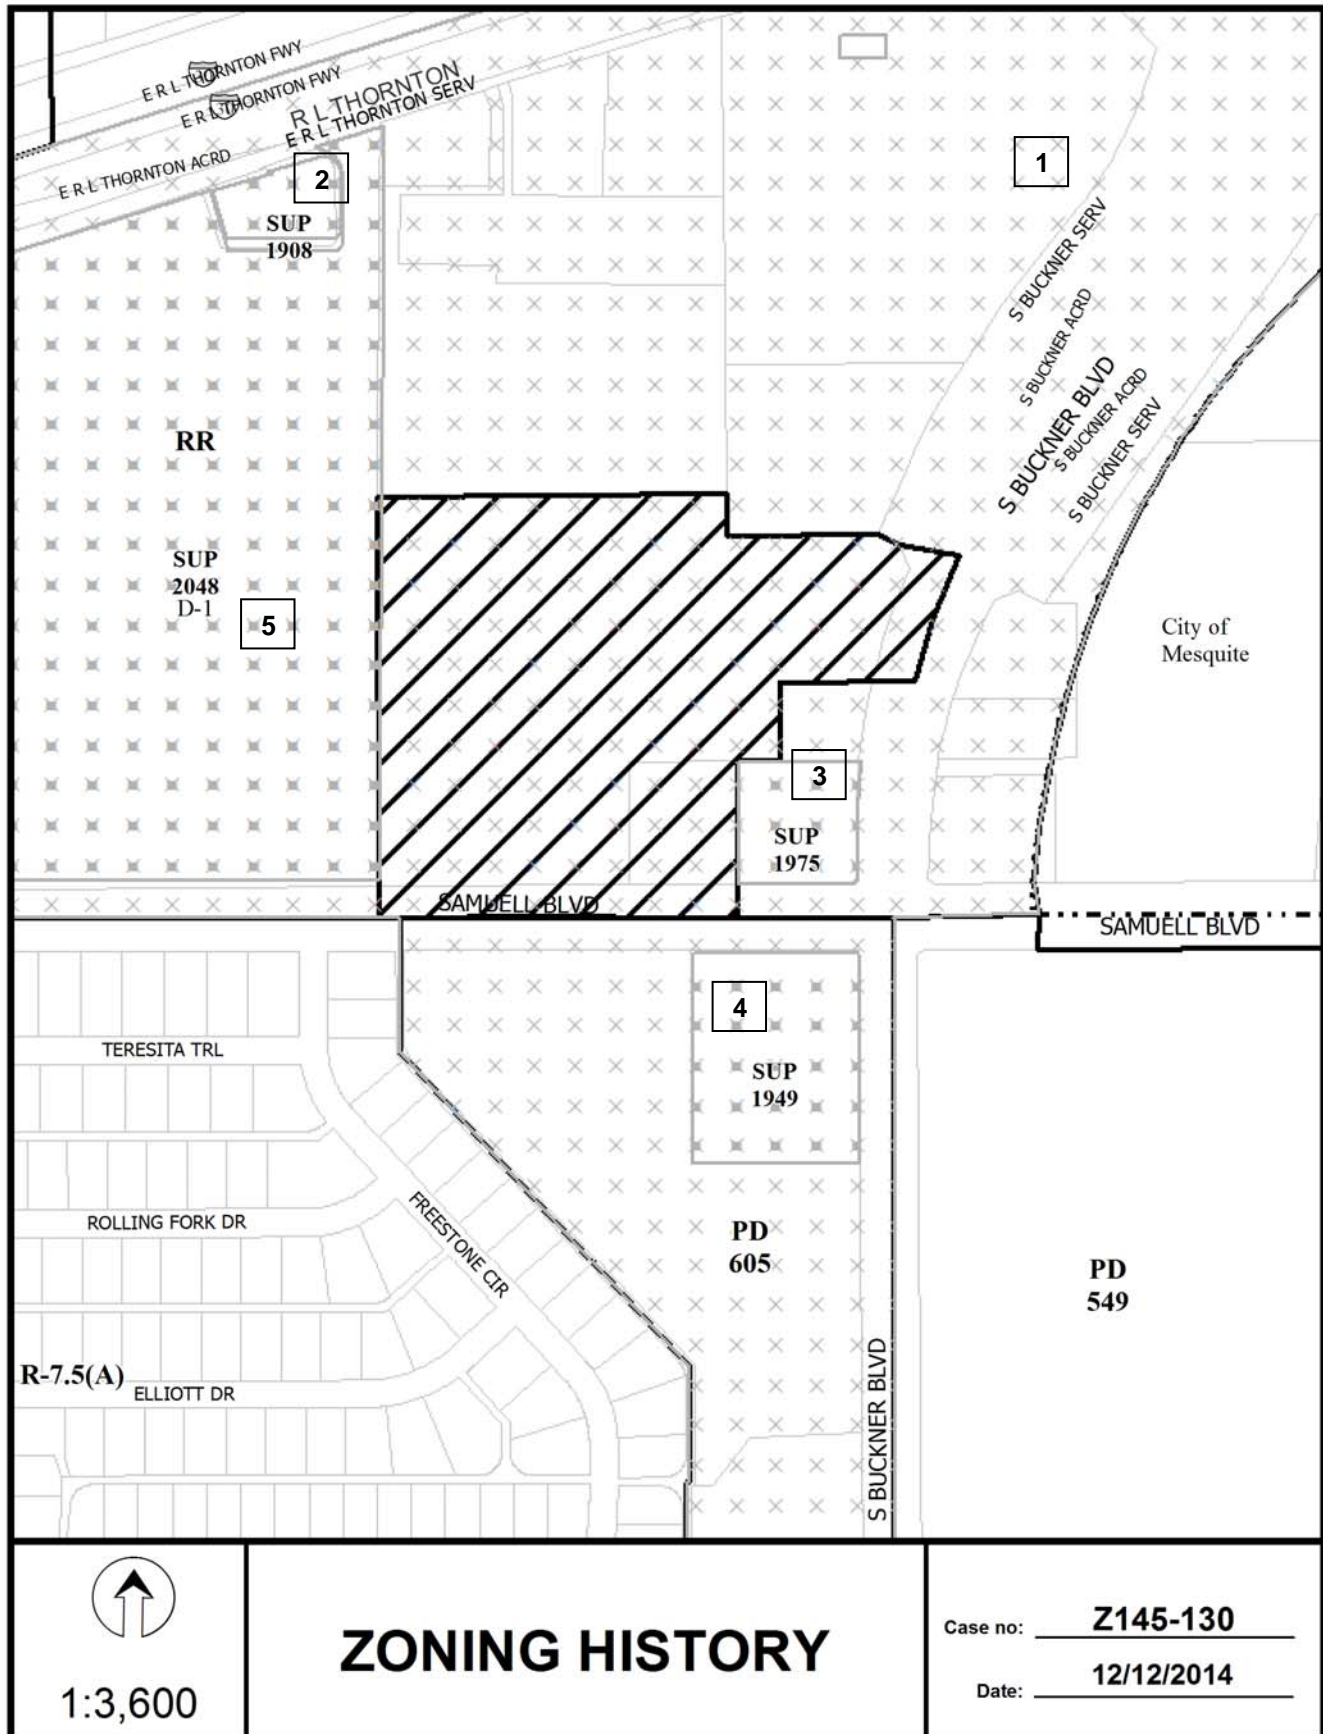 E R L THORNTON FWY
E R L THORNTON FWY
R L THORNTON
E R L THORNTON SERV
E R L THORNTON ACRD
1
2
SUP
1908
S BUCKNER SERV
S BUCKNER ACRD
S BUCKNER BLVD
S BUCKNER ACRD
S BUCKNER SERV
RR
SUP
2048
D-1
5
City of
Mesquite
3
SUP
1975
SAMUELL BLVD
SAMUELL BLVD
4
SUP
1949
TERESITA TRL
ROLLING FORK DR
FREESTONE CIR
PD
605
PD
549
R-7.5(A)
ELLIOTT DR
S BUCKNER BLVD
1:3,600
ZONING HISTORY
Case no: Z145-130
Date: 12/12/2014